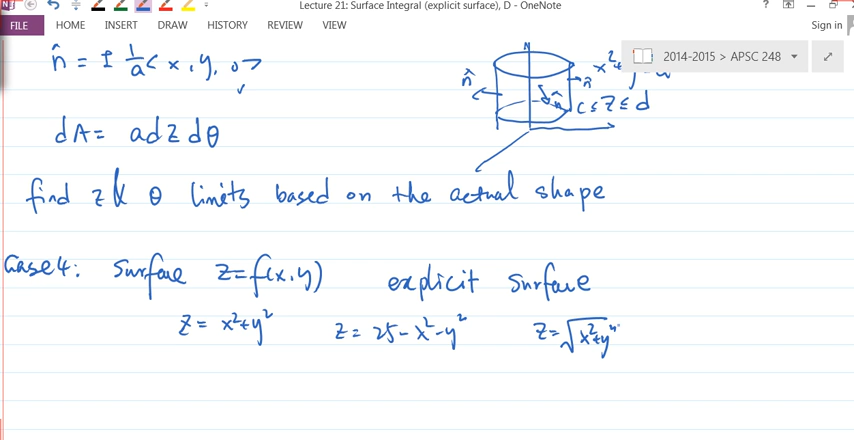 Lecture 21: Surface Integral (explicit surface), D - OneNote
FILE HOME INSERT DRAW HISTORY REVIEW VIEW Sign in
2014-2015 > APSC 248
n̂ = ± 1/a < x, y, 0 >
n̂ n̂ n̂ x²+
c ≤ z ≤ d
dA = a dz dθ
find z & θ limits based on the actual shape
Case 4: Surface z=f(x,y) explicit surface
z = x²+y² z = 25-x²-y² z=√x²+y